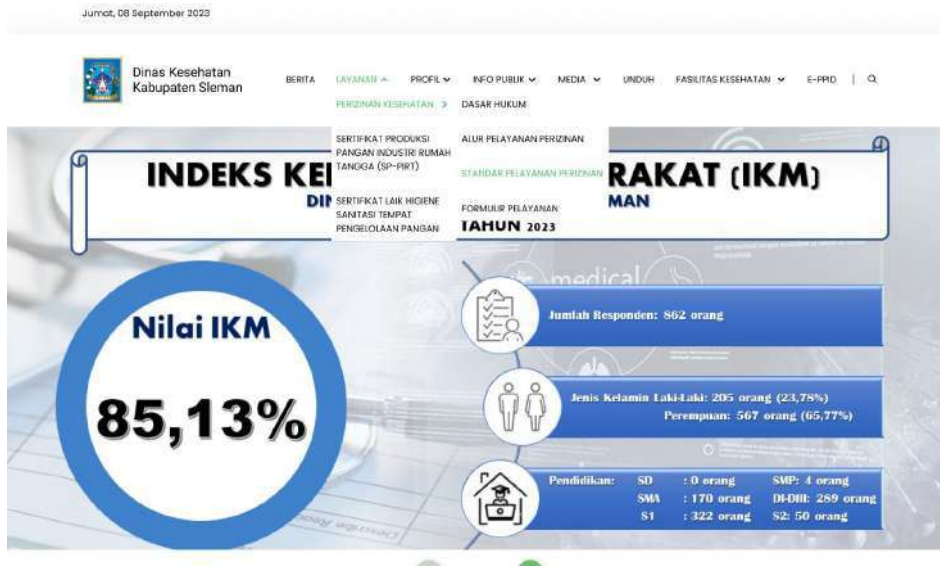 Jumat, 08 September 2023
Dinas Kesehatan
Kabupaten Sleman
BERITA LAYANAN PROFIL INFO PUBLIK MEDIA UNDUH FASILITAS KESEHATAN E-PPID
PERIZINAN KESEHATAN
SERTIFIKAT PRODUKSI
PANGAN INDUSTRI RUMAH
TANGGA (SP-PIRT)
SERTIFIKAT LAIK HIGIENE
SANITASI TEMPAT
PENGELOLAAN PANGAN
DASAR HUKUM
ALUR PELAYANAN PERIZINAN
STANDAR PELAYANAN PERIZINAN
FORMULIR PELAYANAN
INDEKS KE RAKAT (IKM)
DIN MAN
TAHUN 2023
medical
Nilai IKM
85,13%
Jumlah Responden: 862 orang
Jenis Kelamin Laki-Laki: 205 orang (23,78%)
Perempuan: 567 orang (65,77%)
Pendidikan: SD : 0 orang SMP: 4 orang
SMA : 170 orang DI-DIII: 289 orang
S1 : 322 orang S2: 50 orang